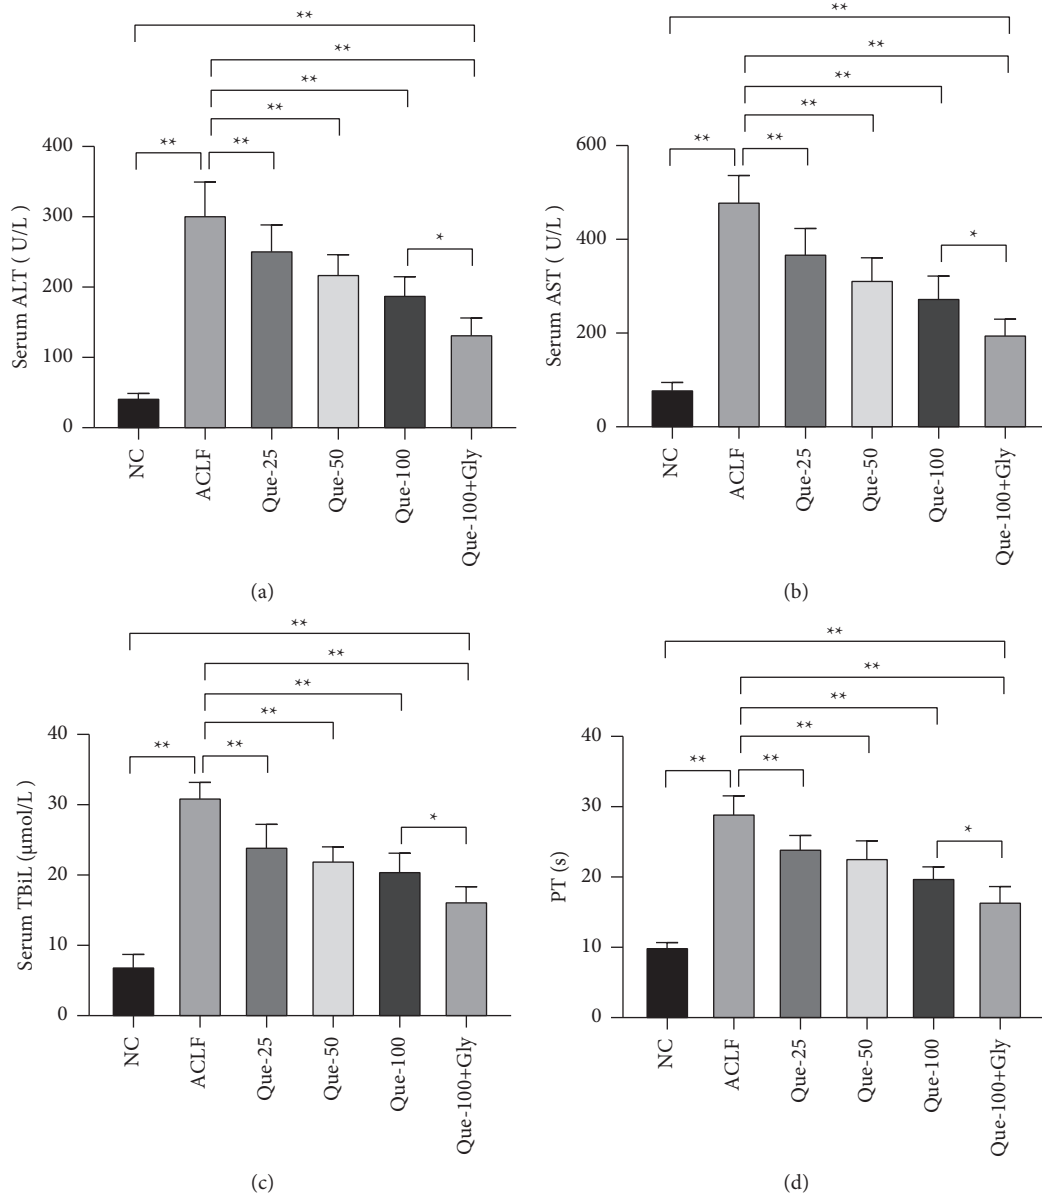 **
**
**
**
**
**
*
400
300
200
100
0
Serum ALT ( U/L )
NC
ACLF
Que-25
Que-50
Que-100
Que-100+Gly
(a)
**
**
**
**
**
**
*
600
400
200
0
Serum AST ( U/L )
NC
ACLF
Que-25
Que-50
Que-100
Que-100+Gly
(b)
**
**
**
**
**
**
*
40
30
20
10
0
Serum TBiL (μmol/L )
NC
ACLF
Que-25
Que-50
Que-100
Que-100+Gly
(c)
**
**
**
**
**
**
*
40
30
20
10
0
PT (s)
NC
ACLF
Que-25
Que-50
Que-100
Que-100+Gly
(d)